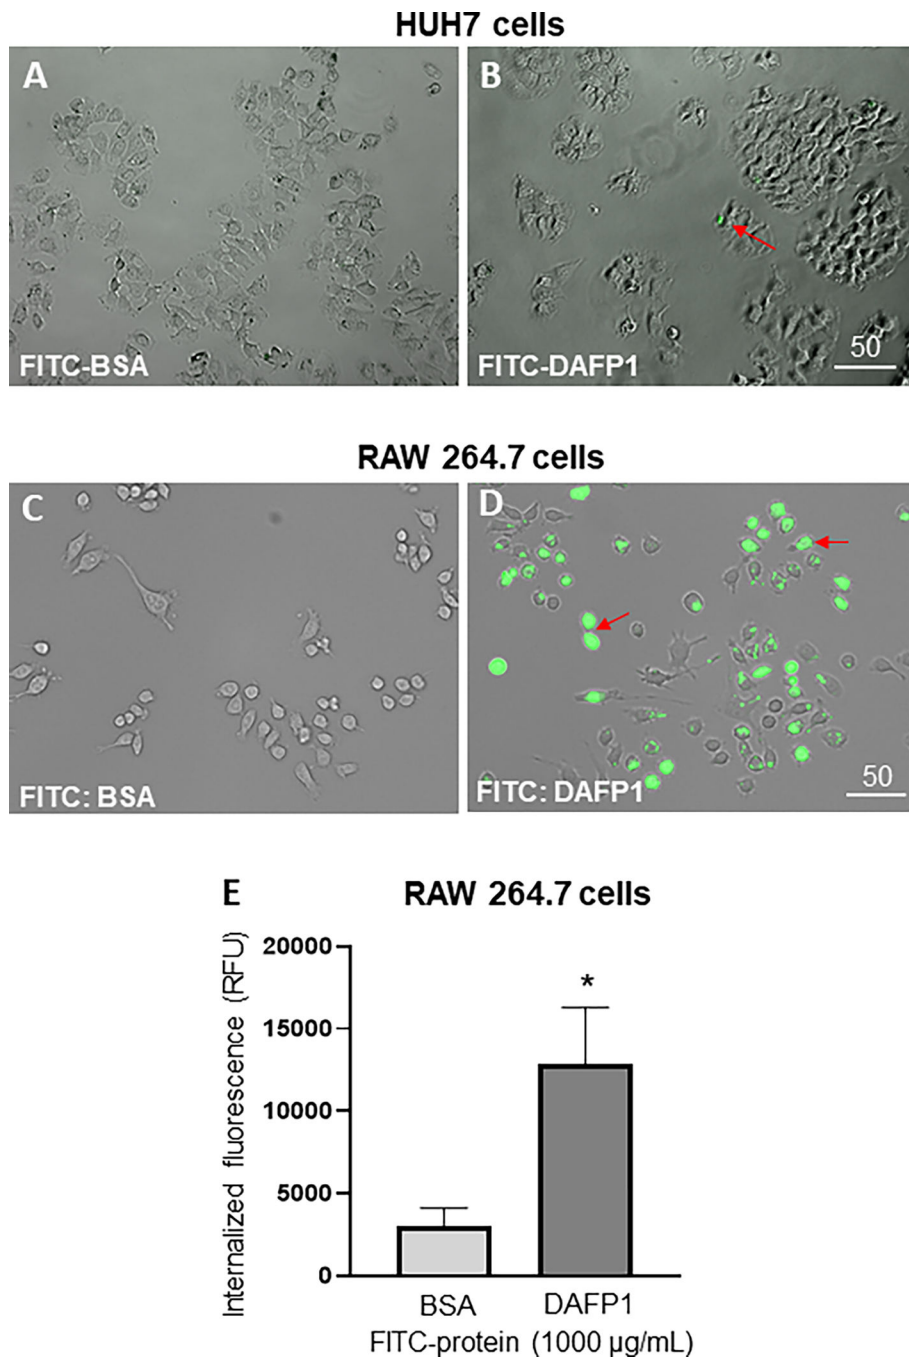 HUH7 cells
A
B
FITC-BSA
FITC-DAFP1
50
RAW 264.7 cells
C
D
FITC: BSA
FITC: DAFP1
50
E
RAW 264.7 cells
Internalized fluorescence (RFU)
20000
15000
10000
5000
0
*
BSA
DAFP1
FITC-protein (1000 µg/mL)